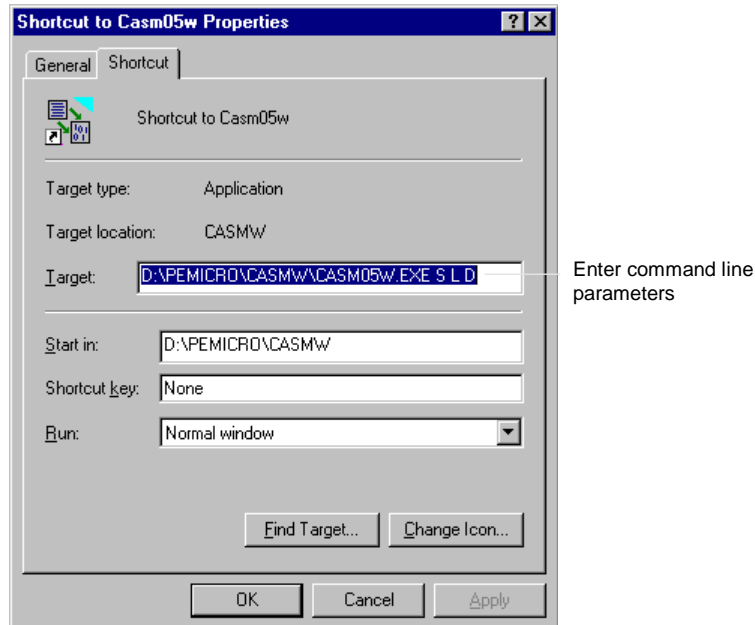 Shortcut to Casm05w Properties
General Shortcut
Shortcut to Casm05w
Target type: Application
Target location: CASMW
Target: D:\PEMICRO\CASMW\CASM05W.EXE S L D
Enter command line
parameters
Start in: D:\PEMICRO\CASMW
Shortcut key: None
Run: Normal window
Find Target... Change Icon...
OK Cancel Apply